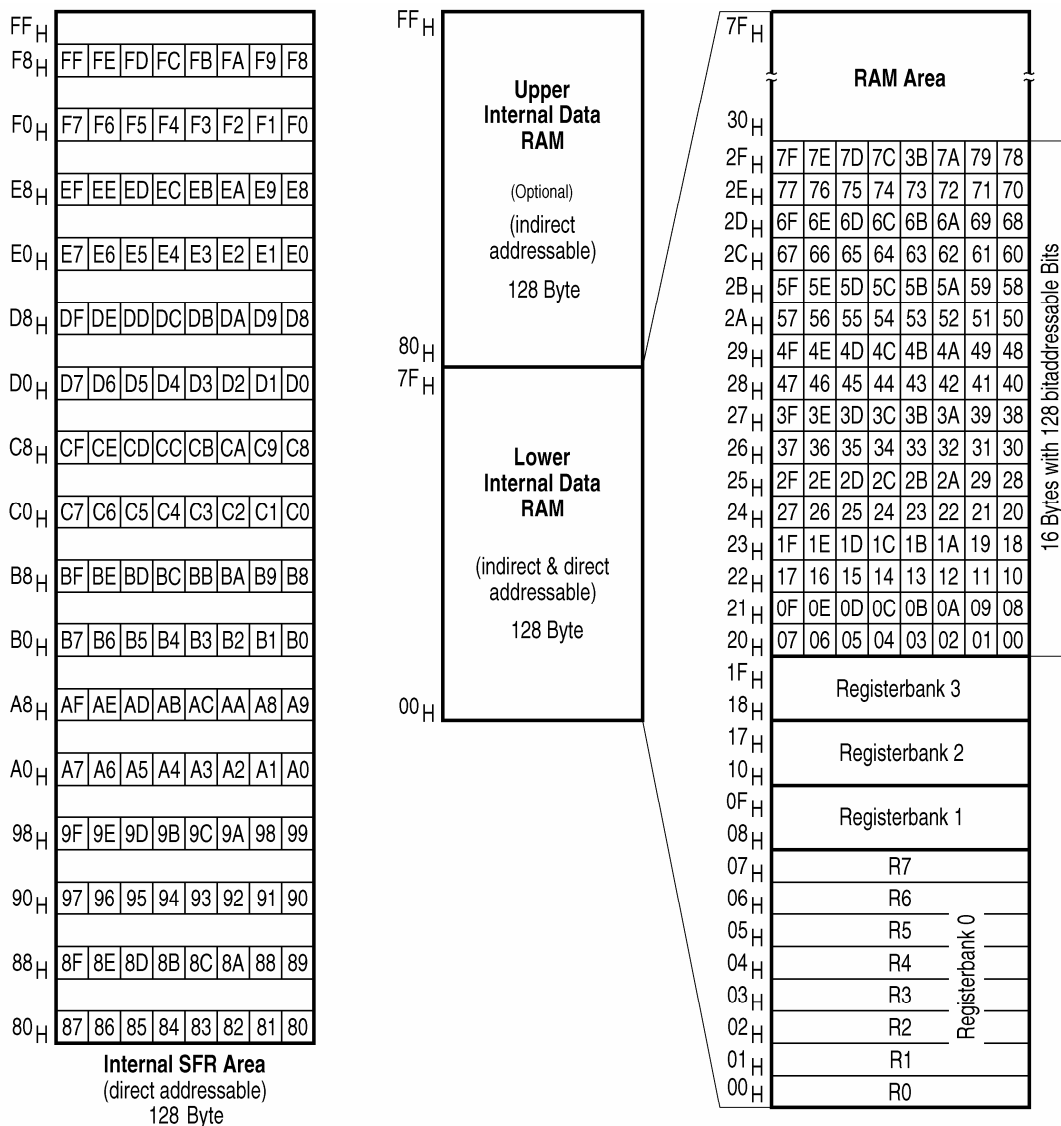 FF H
F8 H FF FE FD FC FB FA F9 F8
F0 H F7 F6 F5 F4 F3 F2 F1 F0
E8 H EF EE ED EC EB EA E9 E8
E0 H E7 E6 E5 E4 E3 E2 E1 E0
D8 H DF DE DD DC DB DA D9 D8
D0 H D7 D6 D5 D4 D3 D2 D1 D0
C8 H CF CE CD CC CB CA C9 C8
C0 H C7 C6 C5 C4 C3 C2 C1 C0
B8 H BF BE BD BC BB BA B9 B8
B0 H B7 B6 B5 B4 B3 B2 B1 B0
A8 H AF AE AD AB AC AA A8 A9
A0 H A7 A6 A5 A4 A3 A2 A1 A0
98 H 9F 9E 9D 9B 9C 9A 98 99
90 H 97 96 95 94 93 92 91 90
88 H 8F 8E 8D 8B 8C 8A 88 89
80 H 87 86 85 84 83 82 81 80
Internal SFR Area
(direct addressable)
128 Byte
FF H
Upper
Internal Data
RAM
(Optional)
(indirect
addressable)
128 Byte
80 H
7F H
Lower
Internal Data
RAM
(indirect & direct
addressable)
128 Byte
00 H
7F H
RAM Area
30 H
2F H 7F 7E 7D 7C 3B 7A 79 78
2E H 77 76 75 74 73 72 71 70
2D H 6F 6E 6D 6C 6B 6A 69 68
2C H 67 66 65 64 63 62 61 60
2B H 5F 5E 5D 5C 5B 5A 59 58
2A H 57 56 55 54 53 52 51 50
29 H 4F 4E 4D 4C 4B 4A 49 48
28 H 47 46 45 44 43 42 41 40
27 H 3F 3E 3D 3C 3B 3A 39 38
26 H 37 36 35 34 33 32 31 30
25 H 2F 2E 2D 2C 2B 2A 29 28
24 H 27 26 25 24 23 22 21 20
23 H 1F 1E 1D 1C 1B 1A 19 18
22 H 17 16 15 14 13 12 11 10
21 H 0F 0E 0D 0C 0B 0A 09 08
20 H 07 06 05 04 03 02 01 00
16 Bytes with 128 bitaddressable Bits
1F H
Registerbank 3
18 H
17 H
Registerbank 2
10 H
0F H
Registerbank 1
08 H
07 H R7
06 H R6
05 H R5
04 H R4
03 H R3
02 H R2
01 H R1
00 H R0
Registerbank 0